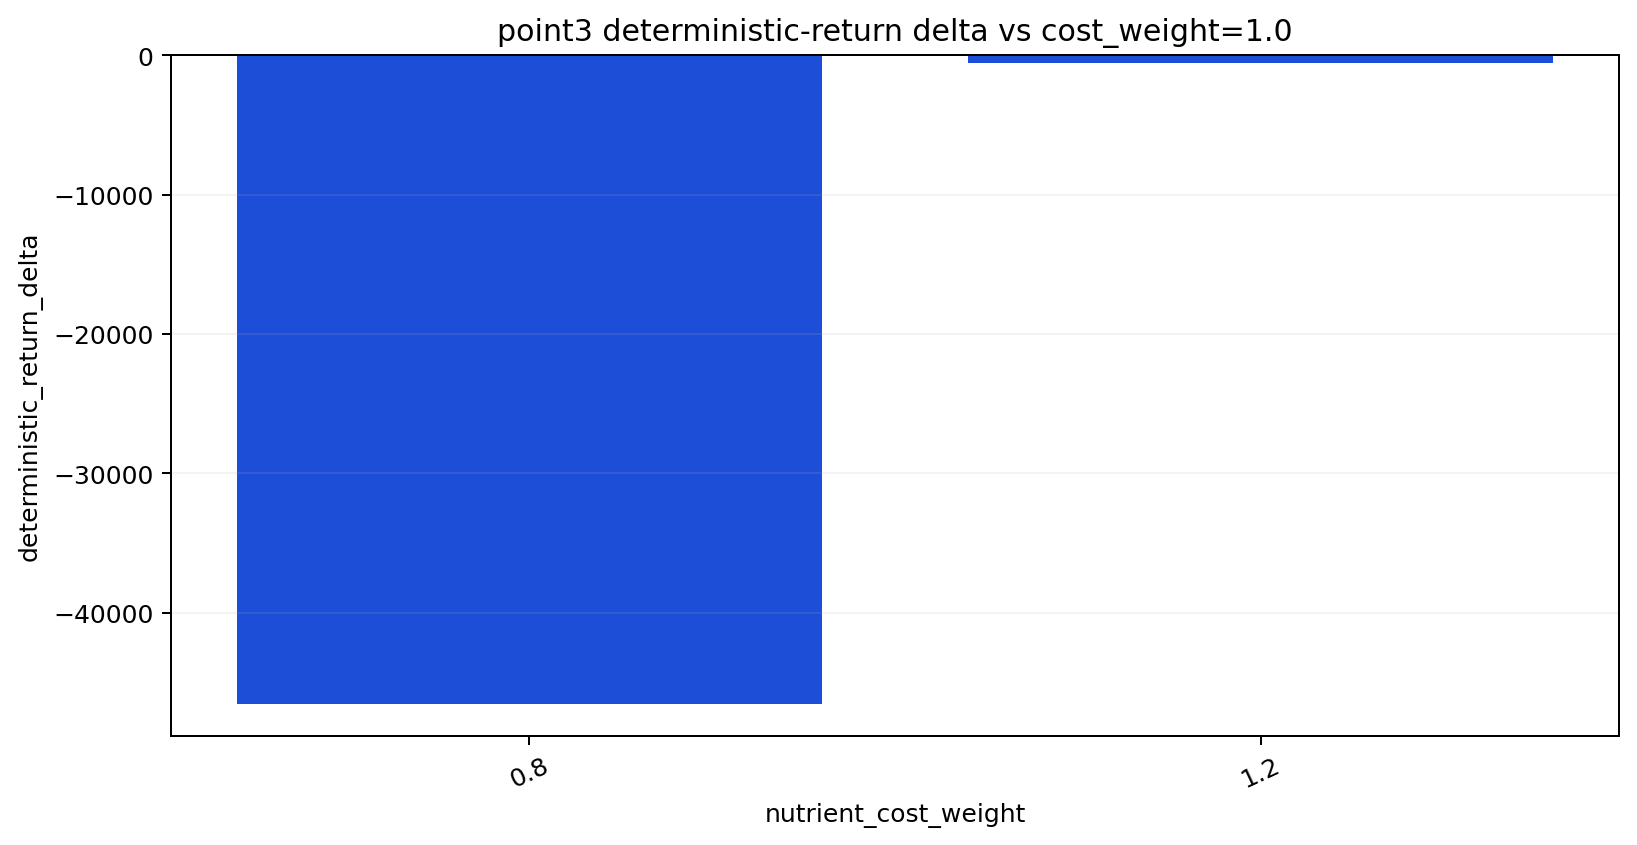 point3 deterministic-return delta vs cost_weight=1.0
0
−10000
−20000
−30000
−40000
deterministic_return_delta
0.8
1.2
nutrient_cost_weight